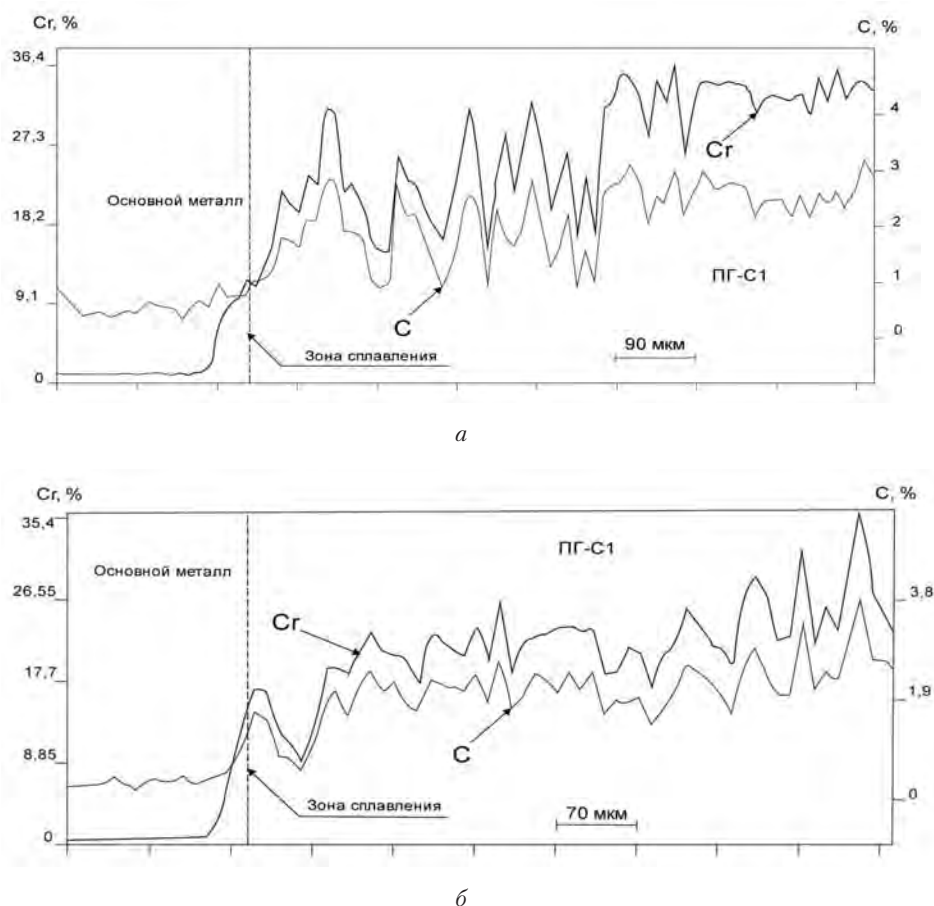 Cr, %
C, %
36,4
27,3
18,2
9,1
0
4
3
2
1
0
Основной металл
Cr
C
ПГ-С1
Зона сплавления
90 мкм
а
Cr, %
C, %
35,4
26,55
17,7
8,85
0
3,8
1,9
0
Основной металл
ПГ-С1
Cr
C
Зона сплавления
70 мкм
б